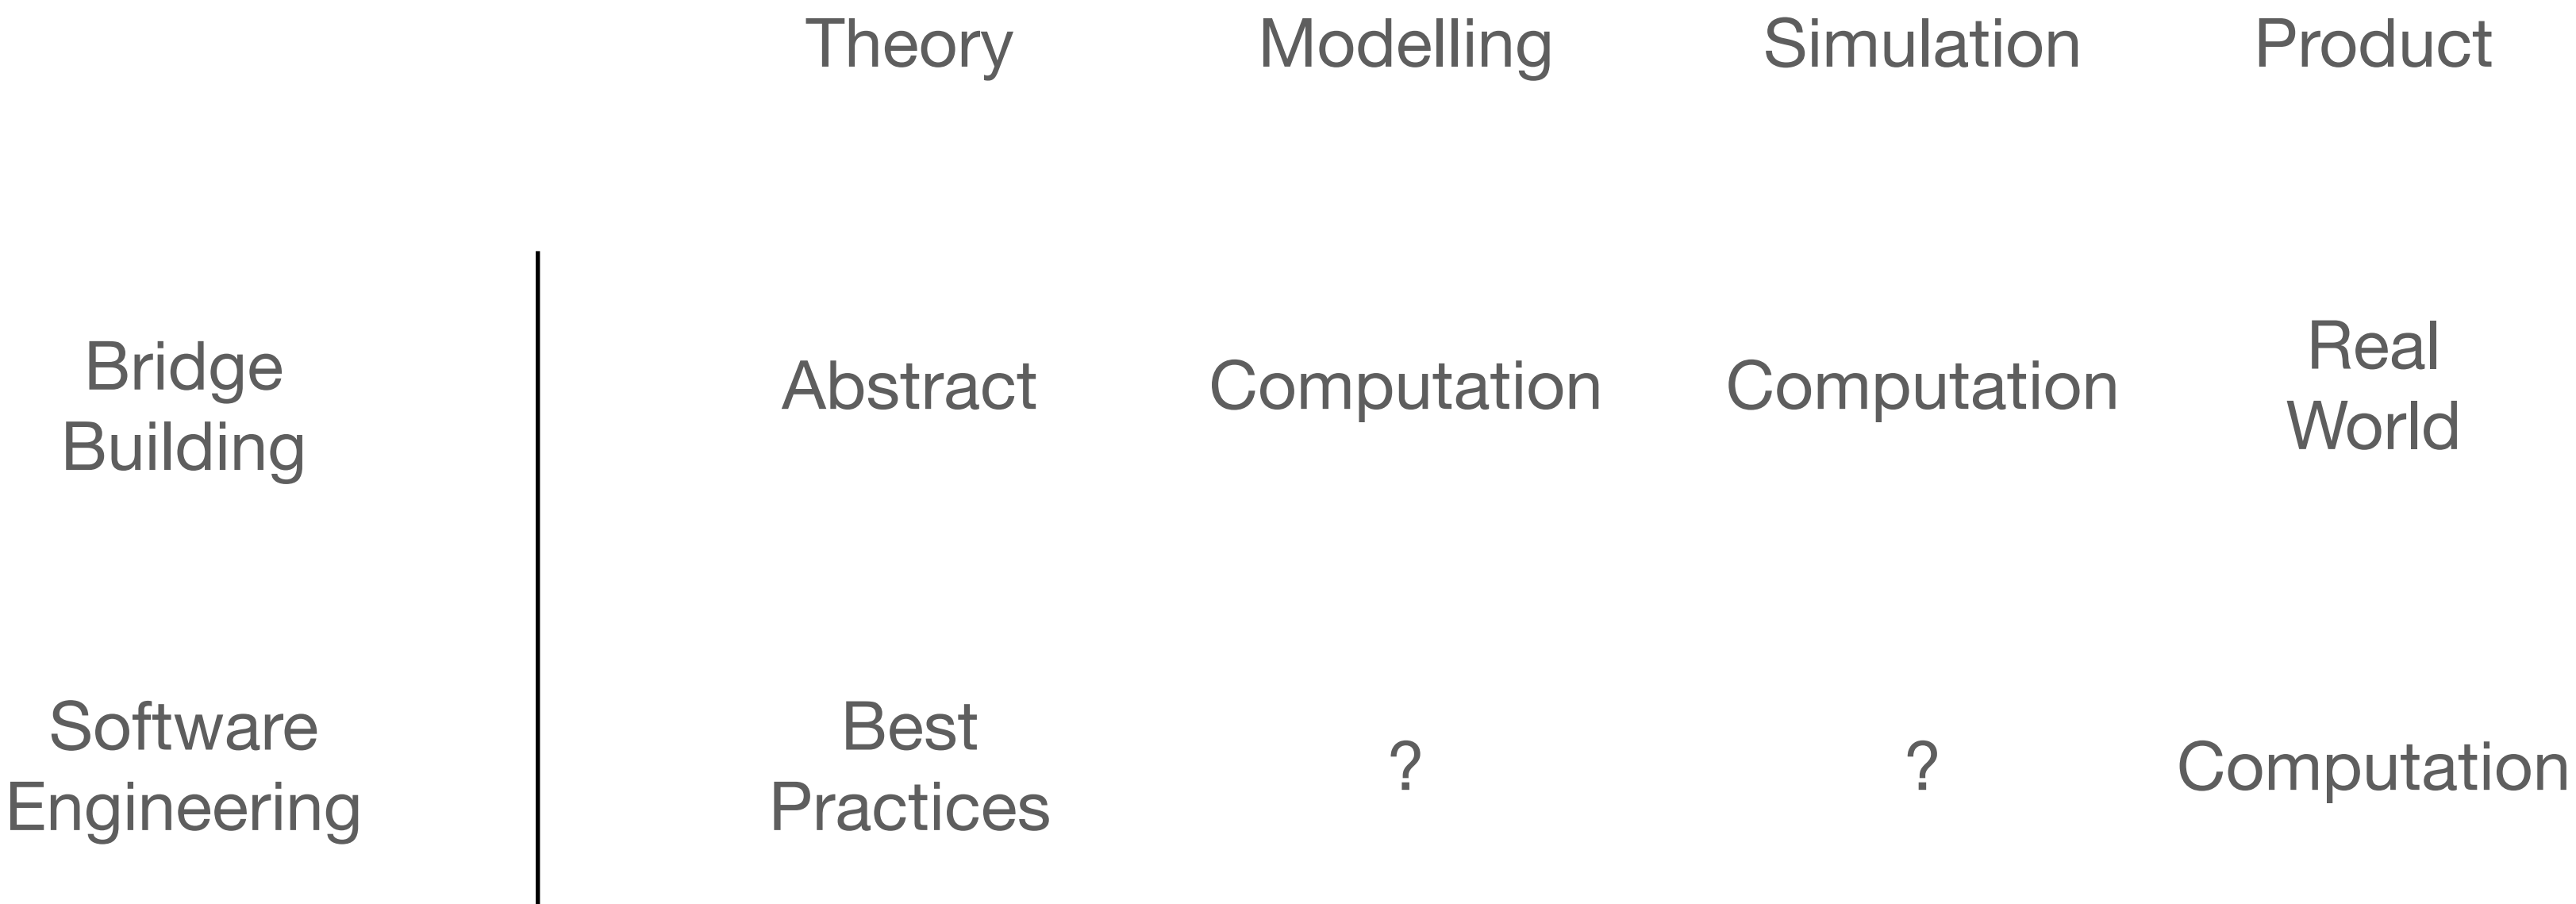 Theory Modelling Simulation Product
Bridge
Building
Abstract Computation Computation
Real
World
Software
Engineering
Best
Practices
? ? Computation